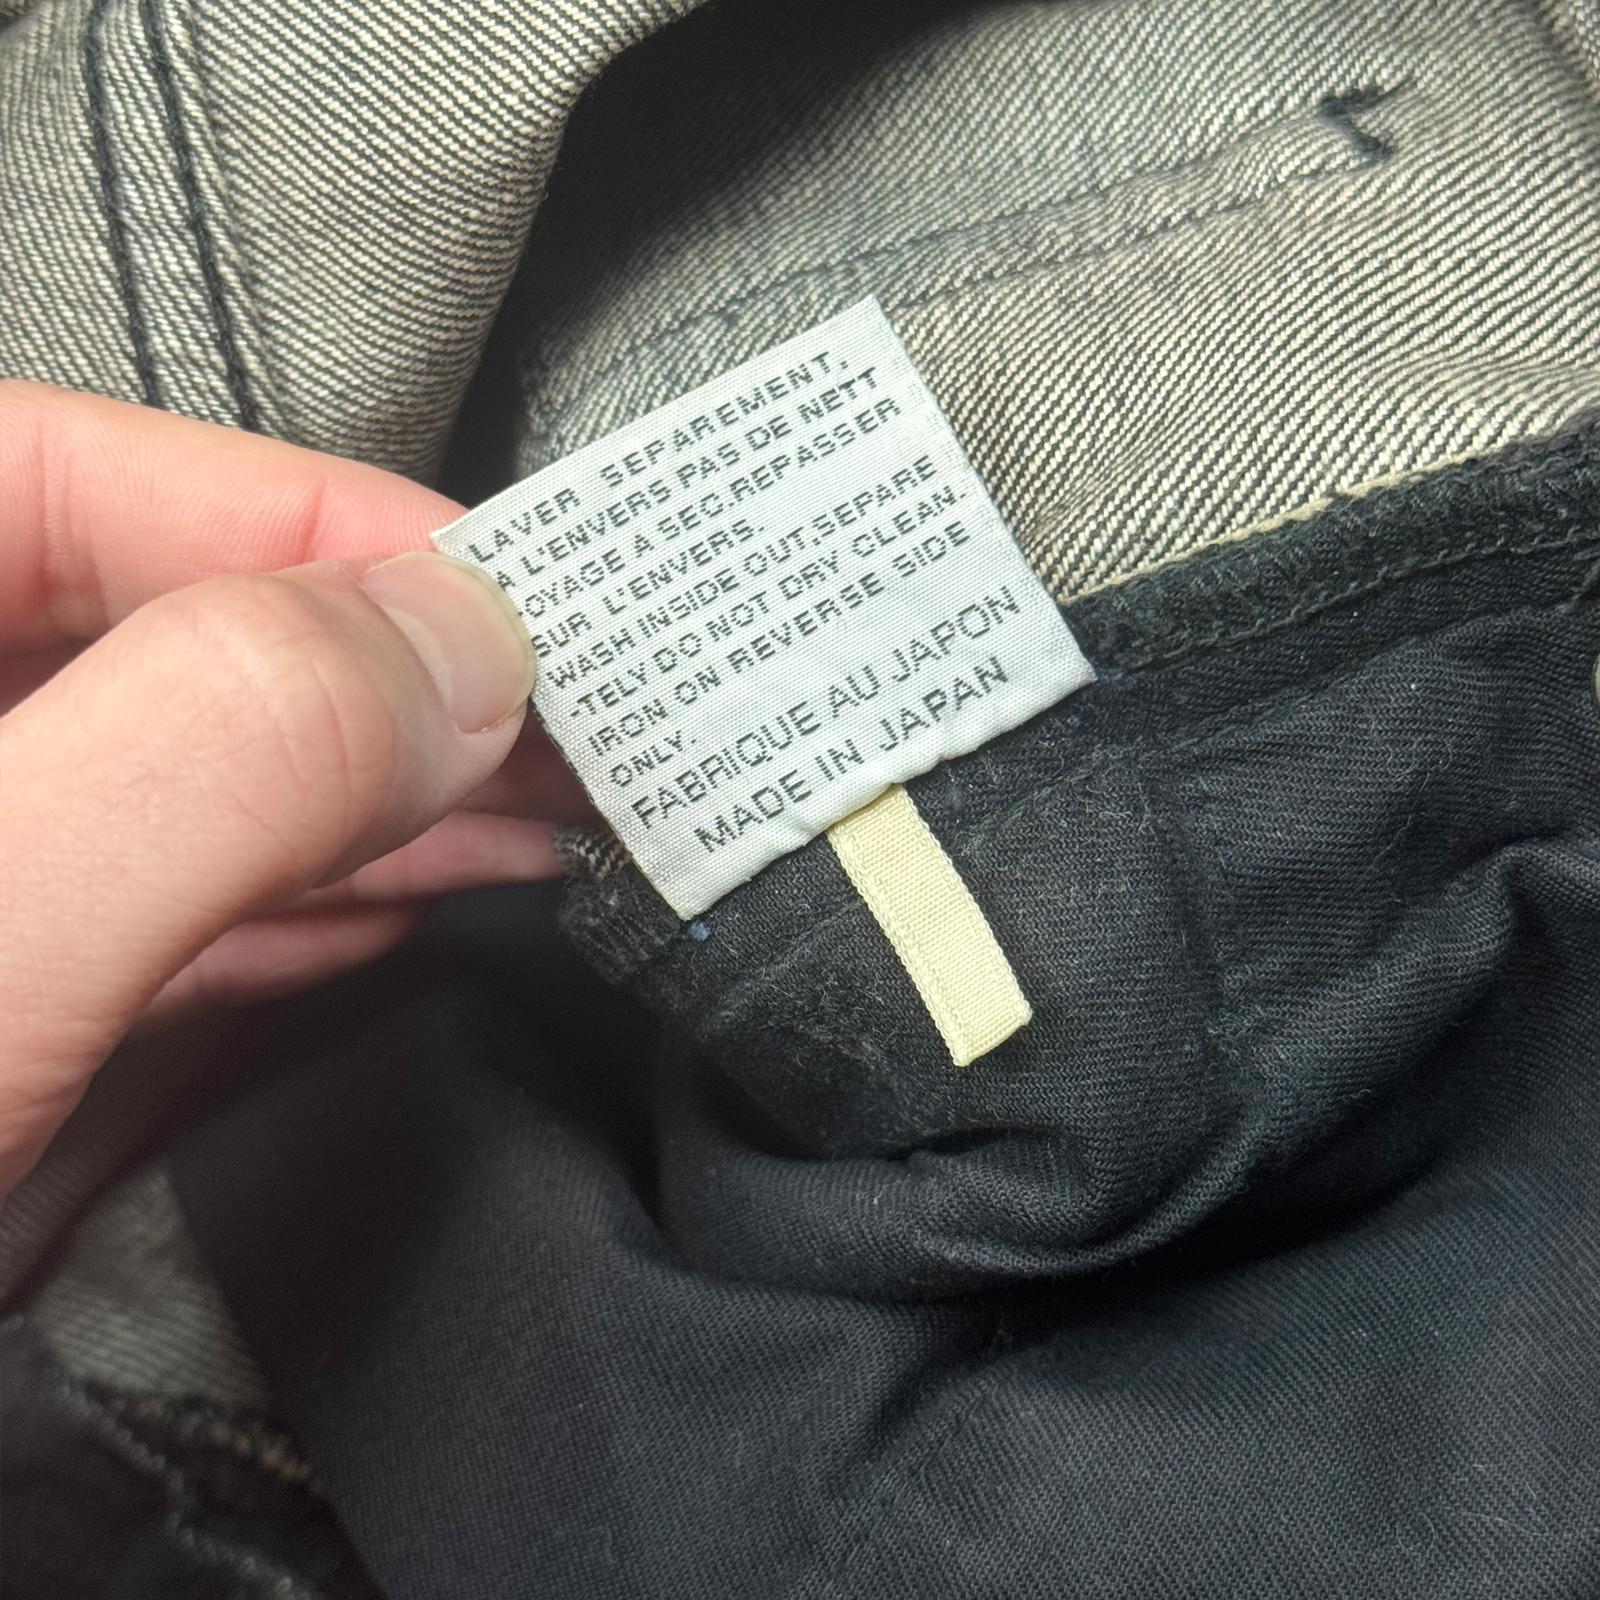 LAVER SEPAREMENT,
A L'ENVERS PAS DE NETT
-OYAGE A SEC.REPASSER
SUR L'ENVERS.
WASH INSIDE OUT,SEPARE
-TELY DO NOT DRY CLEAN.
IRON ON REVERSE SIDE
ONLY.
FABRIQUE AU JAPON
MADE IN JAPAN